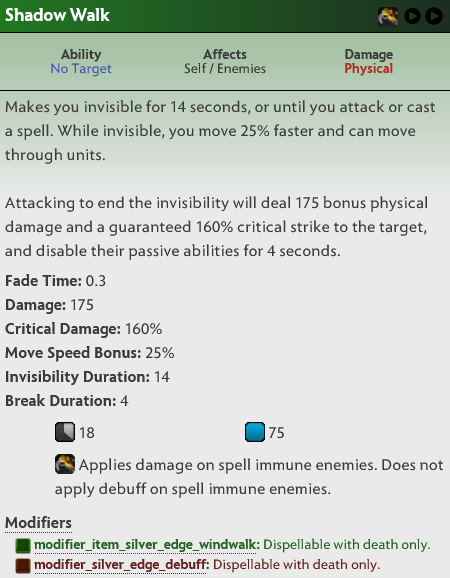 Shadow Walk
Ability
No Target
Affects
Self / Enemies
Damage
Physical
Makes you invisible for 14 seconds, or until you attack or cast
a spell. While invisible, you move 25% faster and can move
through units.
Attacking to end the invisibility will deal 175 bonus physical
damage and a guaranteed 160% critical strike to the target,
and disable their passive abilities for 4 seconds.
Fade Time: 0.3
Damage: 175
Critical Damage: 160%
Move Speed Bonus: 25%
Invisibility Duration: 14
Break Duration: 4
18
75
Applies damage on spell immune enemies. Does not
apply debuff on spell immune enemies.
Modifiers
modifier_item_silver_edge_windwalk: Dispellable with death only.
modifier_silver_edge_debuff: Dispellable with death only.